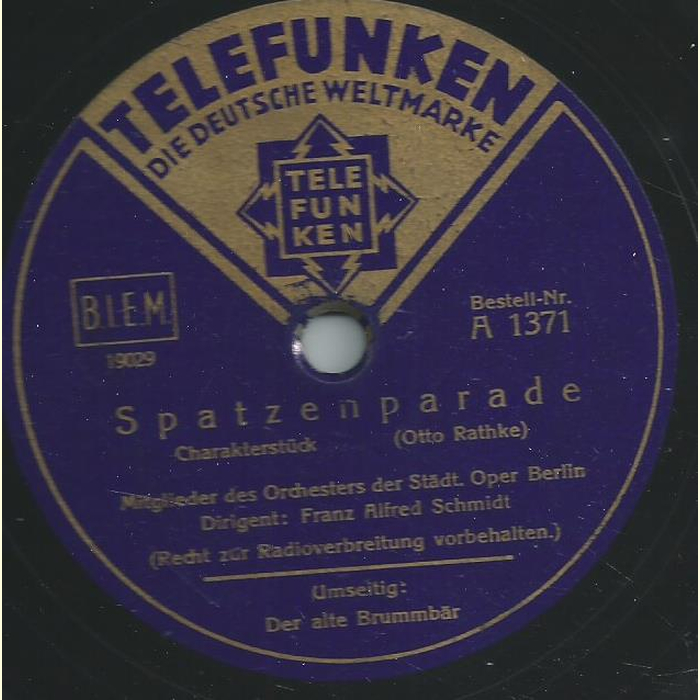 TELEFUNKEN
DIE DEUTSCHE WELTMARKE
TELE
FUN
KEN
B.I.E.M.
19029
Bestell-Nr.
A 1371
Spatzenparade
Charakterstück (Otto Rathke)
Mitglieder des Orchesters der Städt. Oper Berlin
Dirigent: Franz Alfred Schmidt
(Recht zur Radioverbreitung vorbehalten.)
Umseitig:
Der alte Brummbär